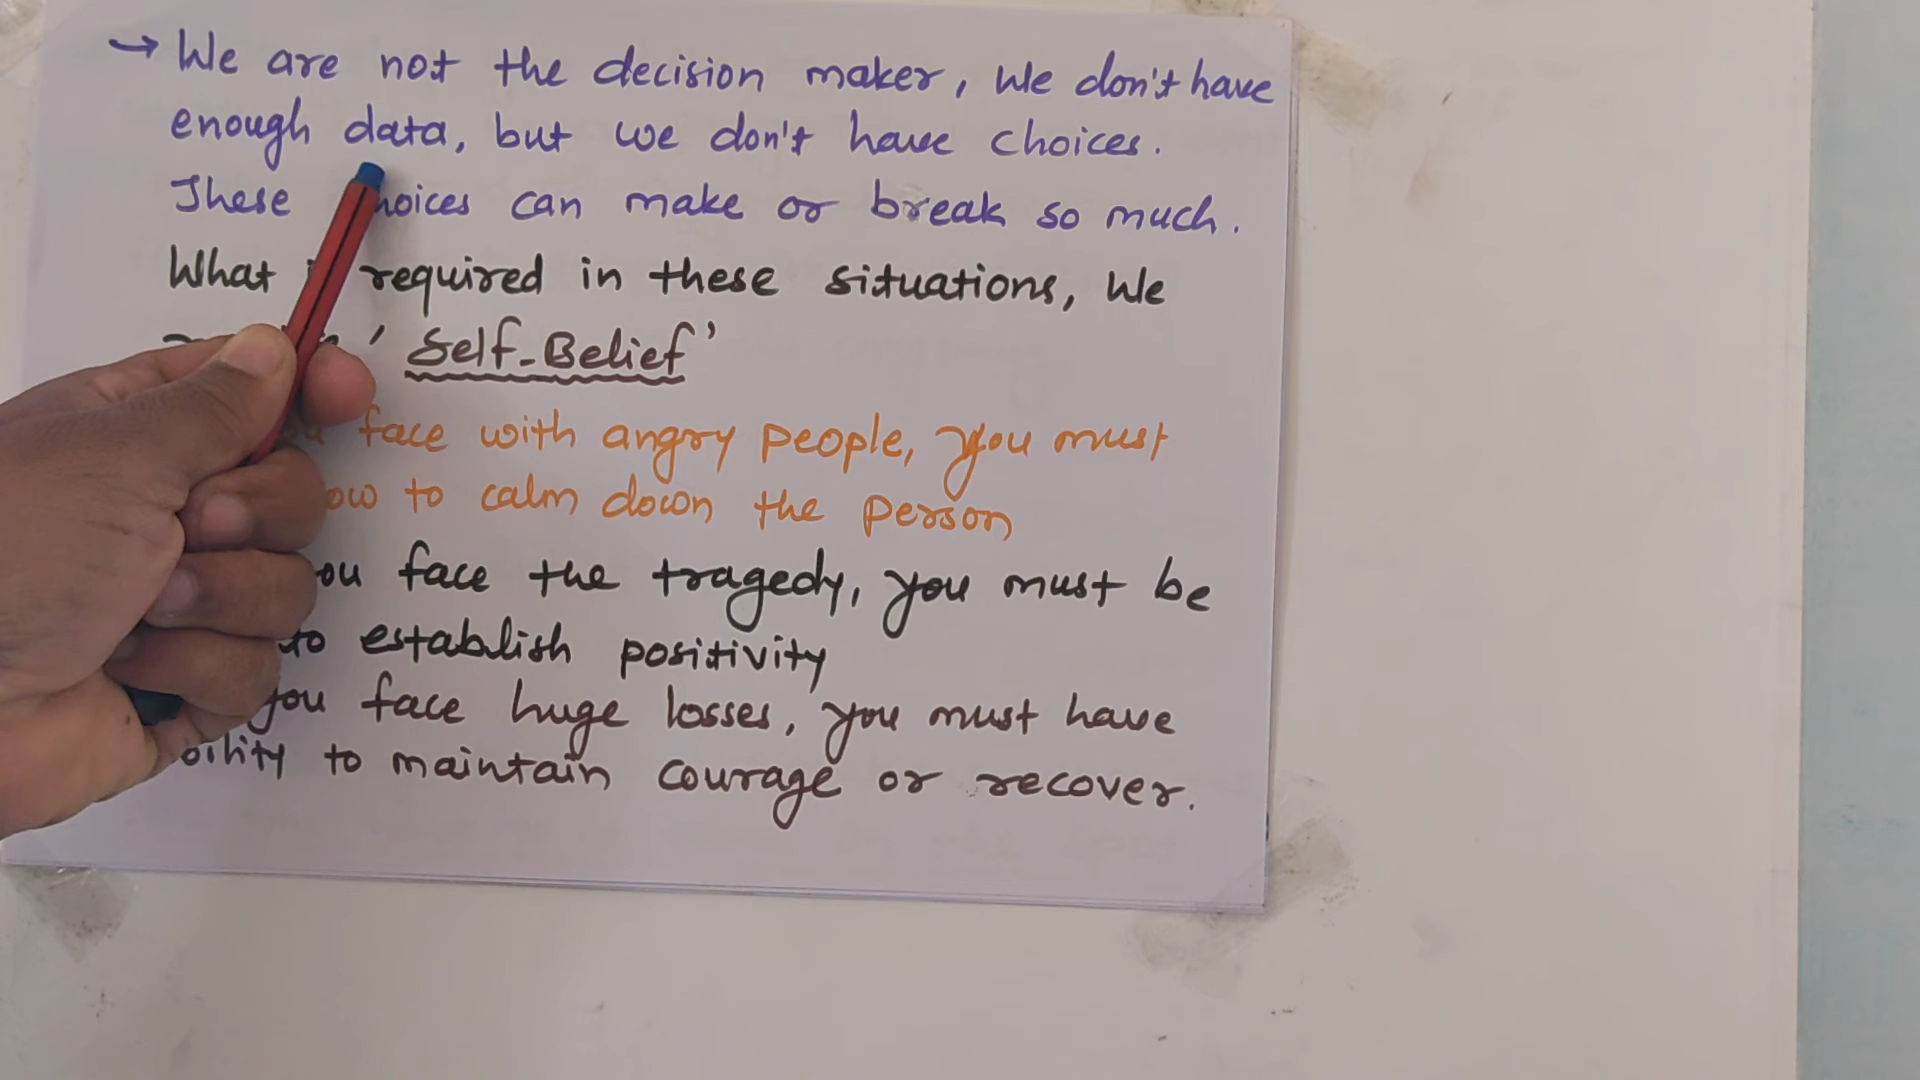 → We are not the decision maker, we don't have
enough data, but we don't have choices.
These choices can make or break so much.
What required in these situations, We
' Self-Belief'
face with angry people, you must
to calm down the person
you face the tragedy, you must be
to establish positivity
you face huge losses, you must have
ability to maintain courage or recover.